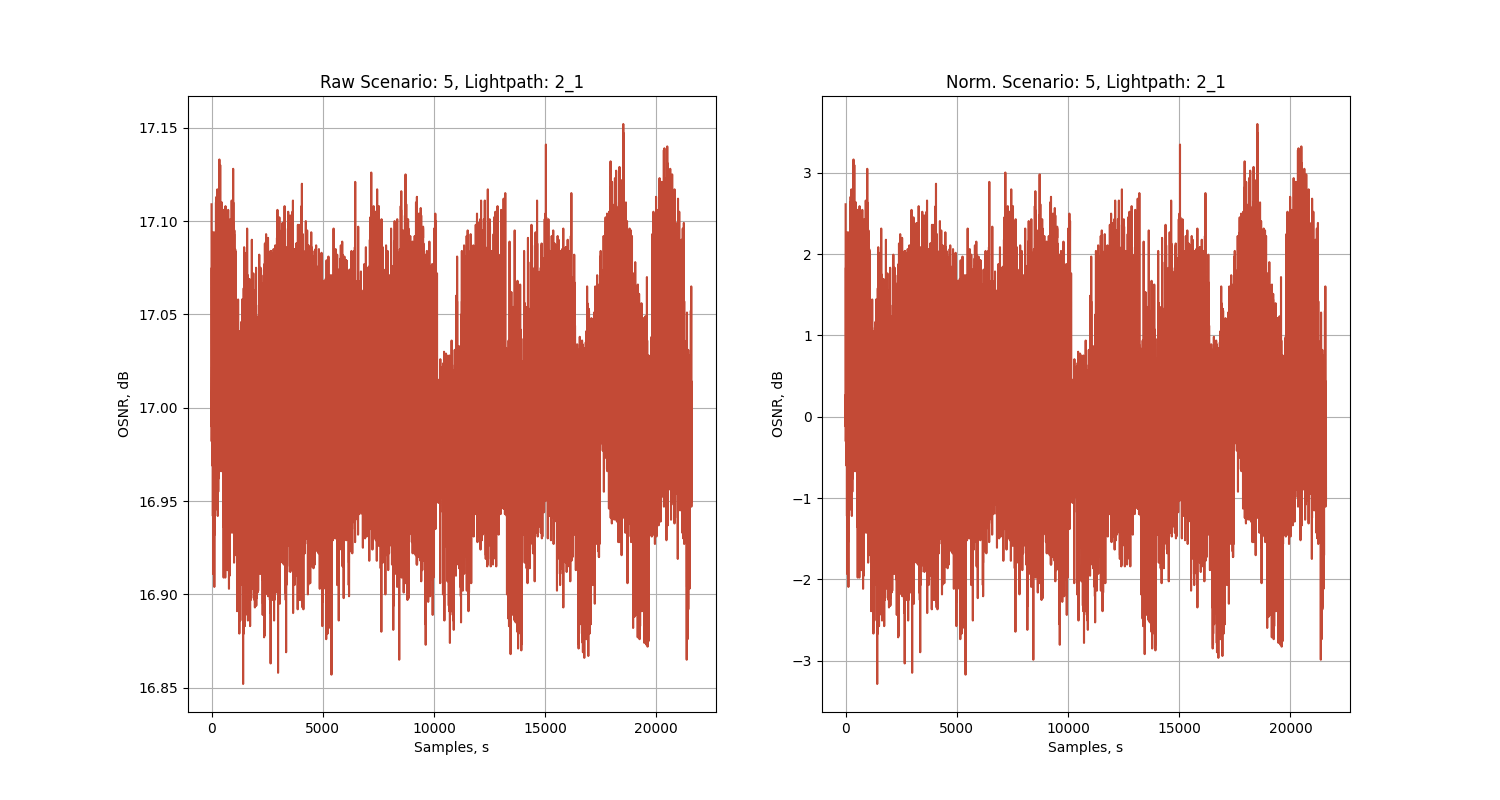 Raw Scenario: 5, Lightpath: 2_1
17.15
17.10
17.05
17.00
16.95
16.90
16.85
OSNR, dB
0 5000 10000 15000 20000
Samples, s
Norm. Scenario: 5, Lightpath: 2_1
3
2
1
0
−1
−2
−3
OSNR, dB
0 5000 10000 15000 20000
Samples, s